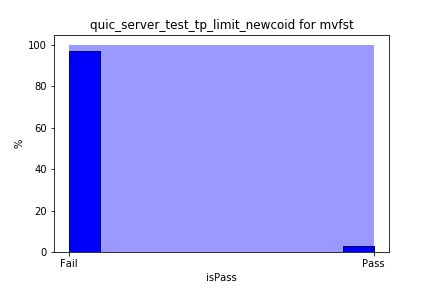 quic_server_test_tp_limit_newcoid for mvfst
100
80
60
40
20
0
%
Fail
Pass
isPass